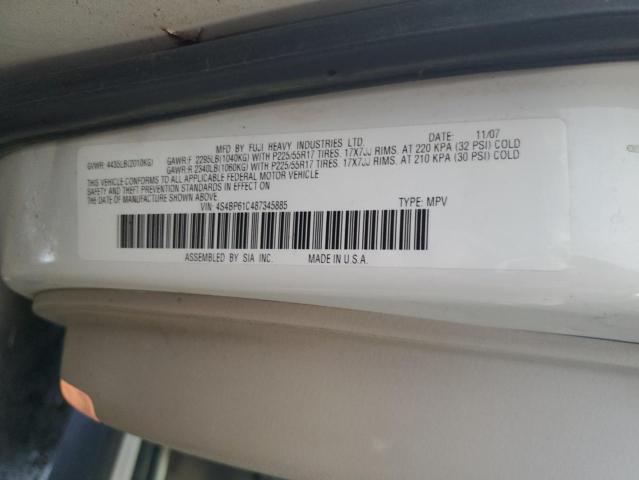 MFD BY FUJI HEAVY INDUSTRIES LTD. DATE: 11/07
GVWR: 4435LB(2010KG) GAWR:F 2295LB(1040KG) WITH P225/55R17 TIRES. 17X7JJ RIMS. AT 220 KPA (32 PSI) COLD
GAWR:R 2340LB(1060KG) WITH P225/55R17 TIRES. 17X7JJ RIMS. AT 210 KPA (30 PSI) COLD
THIS VEHICLE CONFORMS TO ALL APPLICABLE FEDERAL MOTOR VEHICLE
SAFETY AND THEFT PREVENTION STANDARDS IN EFFECT ON
THE DATE OF MANUFACTURE SHOWN ABOVE
VIN: 4S4BP61C487345885 TYPE: MPV
ASSEMBLED BY SIA INC. MADE IN U.S.A.